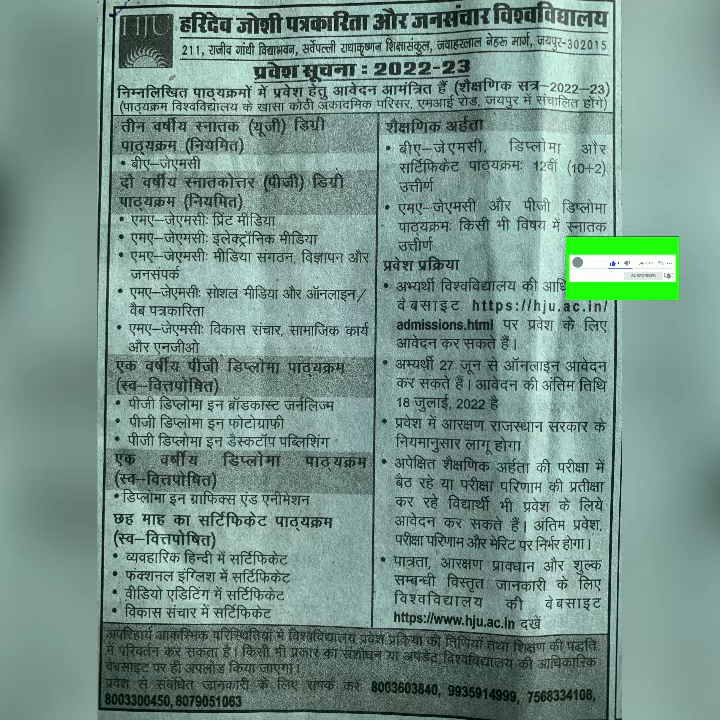 HJU
हरिदेव जोशी पत्रकारिता और जनसंचार विश्वविद्यालय
211, राजीव गांधी विद्याभवन, सर्वेपल्ली राधाकृष्णन शिक्षासंकुल, जवाहरलाल नेहरू मार्ग, जयपुर-302015
प्रवेश सूचना : 2022-23
निम्नलिखित पाठ्यक्रमों में प्रवेश हेतु आवेदन आमंत्रित हैं (शैक्षणिक सत्र-2022-23)
(पाठ्यक्रम विश्वविद्यालय के खासा कोठी अकादमिक परिसर, एमआई रोड, जयपुर में संचालित होंगे)
तीन वर्षीय स्नातक (यूजी) डिग्री
पाठ्यक्रम (नियमित)
• बीए-जेएमसी
दो वर्षीय स्नातकोत्तर (पीजी) डिग्री
पाठ्यक्रम (नियमित)
• एमए-जेएमसीः प्रिंट मीडिया
• एमए-जेएमसीः इलेक्ट्रॉनिक मीडिया
• एमए-जेएमसीः मीडिया संगठन, विज्ञापन और
जनसंपर्क
• एमए-जेएमसीः सोशल मीडिया और ऑनलाइन/
वैब पत्रकारिता
• एमए-जेएमसीः विकास संचार, सामाजिक कार्य
और एनजीओ
एक वर्षीय पीजी डिप्लोमा पाठ्यक्रम
(स्व-वित्तपोषित)
• पीजी डिप्लोमा इन ब्रॉडकास्ट जर्नलिज्म
• पीजी डिप्लोमा इन फोटोग्राफी
• पीजी डिप्लोमा इन डैस्कटॉप पब्लिशिंग
एक वर्षीय डिप्लोमा पाठ्यक्रम
(स्व-वित्तपोषित)
• डिप्लोमा इन ग्राफिक्स एंड एनीमेशन
छह माह का सर्टिफिकेट पाठ्यक्रम
(स्व-वित्तपोषित)
• व्यवहारिक हिन्दी में सर्टिफिकेट
• फंक्शनल इंग्लिश में सर्टिफिकेट
• वीडियो एडिटिंग में सर्टिफिकेट
• विकास संचार में सर्टिफिकेट
शैक्षणिक अर्हता
• बीए-जेएमसी, डिप्लोमा और
सर्टिफिकेट पाठ्यक्रमः 12वीं (10+2)
उत्तीर्ण
• एमए-जेएमसी और पीजी डिप्लोमा
पाठ्यक्रमः किसी भी विषय में स्नातक
उत्तीर्ण
प्रवेश प्रक्रिया
• अभ्यर्थी विश्वविद्यालय की
वेबसाइट https://hju.ac.in/
admissions.html पर प्रवेश के लिए
आवेदन कर सकते हैं।
• अभ्यर्थी 27 जून से ऑनलाइन आवेदन
कर सकते हैं। आवेदन की अंतिम तिथि
18 जुलाई, 2022 है
• प्रवेश में आरक्षण राजस्थान सरकार के
नियमानुसार लागू होगा
• अपेक्षित शैक्षणिक अर्हता की परीक्षा में
बैठ रहे या परीक्षा परिणाम की प्रतीक्षा
कर रहे विद्यार्थी भी प्रवेश के लिये
आवेदन कर सकते हैं। अंतिम प्रवेश,
परीक्षा परिणाम और मेरिट पर निर्भर होगा।
• पात्रता, आरक्षण प्रावधान और शुल्क
सम्बन्धी विस्तृत जानकारी के लिए
विश्वविद्यालय की वेबसाइट
https://www.hju.ac.in देखें
अपरिहार्य आकस्मिक परिस्थितियों में विश्वविद्यालय प्रवेश प्रक्रिया की तिथियों तथा शिक्षण की पद्धति
में परिवर्तन कर सकता है। किसी भी प्रकार का संशोधन या अपडेट विश्वविद्यालय की आधिकारिक
वेबसाइट पर ही अपलोड किया जाएगा।
प्रवेश से संबंधित जानकारी के लिए संपर्क करें 8003603840, 9935914999, 7568334108,
8003300450, 8079051063
SUBSCRIBED